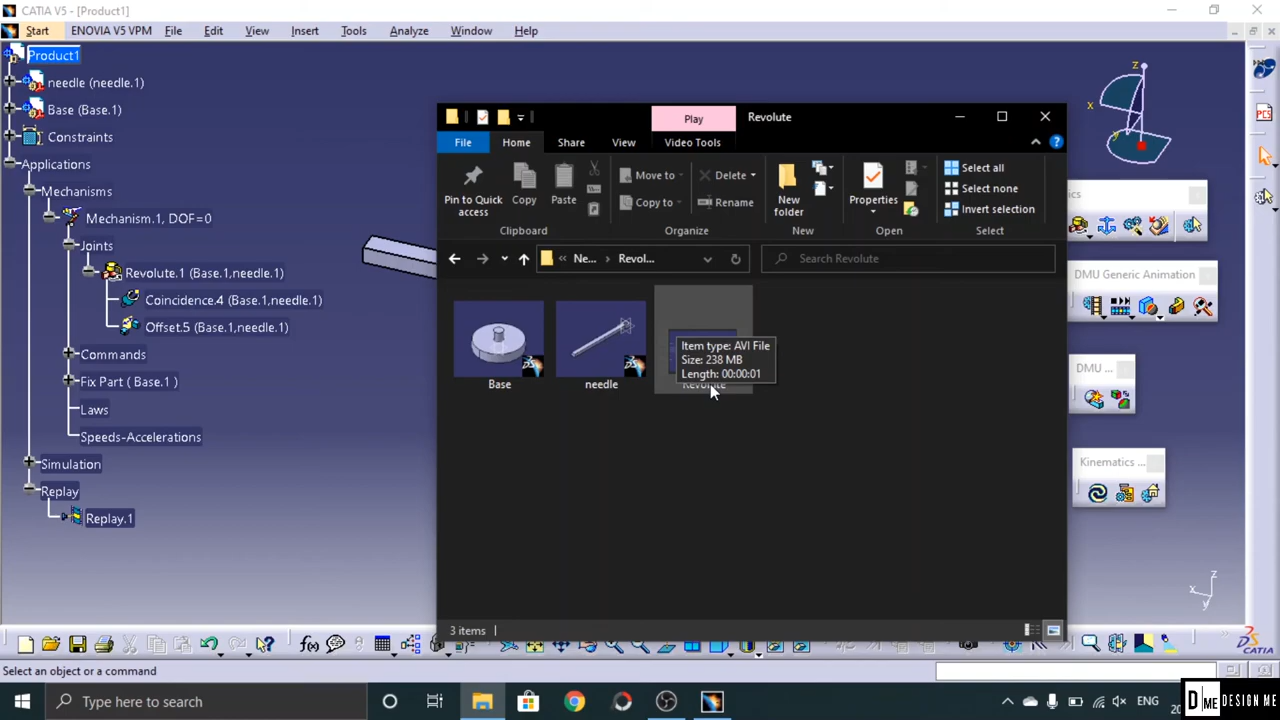 CATIA V5 - [Product1]
Start ENOVIA V5 VPM File Edit View Insert Tools Analyze Window Help
Product1
needle (needle.1)
Base (Base.1)
Constraints
Applications
Mechanisms
Mechanism.1, DOF=0
Joints
Revolute.1 (Base.1,needle.1)
Coincidence.4 (Base.1,needle.1)
Offset.5 (Base.1,needle.1)
Commands
Fix Part ( Base.1 )
Laws
Speeds-Accelerations
Simulation
Replay
Replay.1
Play Revolute
File Home Share View Video Tools
Pin to Quick access
Copy
Paste
Move to
Copy to
Delete
Rename
New folder
Properties
Select all
Select none
Invert selection
Clipboard Organize New Open Select
Ne... Revol...
Search Revolute
Base
needle
Item type: AVI File
Size: 238 MB
Length: 00:00:01
Revolute
3 items
z
x
y
PCS
DMU Generic Animation
DMU ...
Kinematics ...
z
x
y
f(x)
CATIA
Select an object or a command
Type here to search
ENG
D ME DESIGN ME